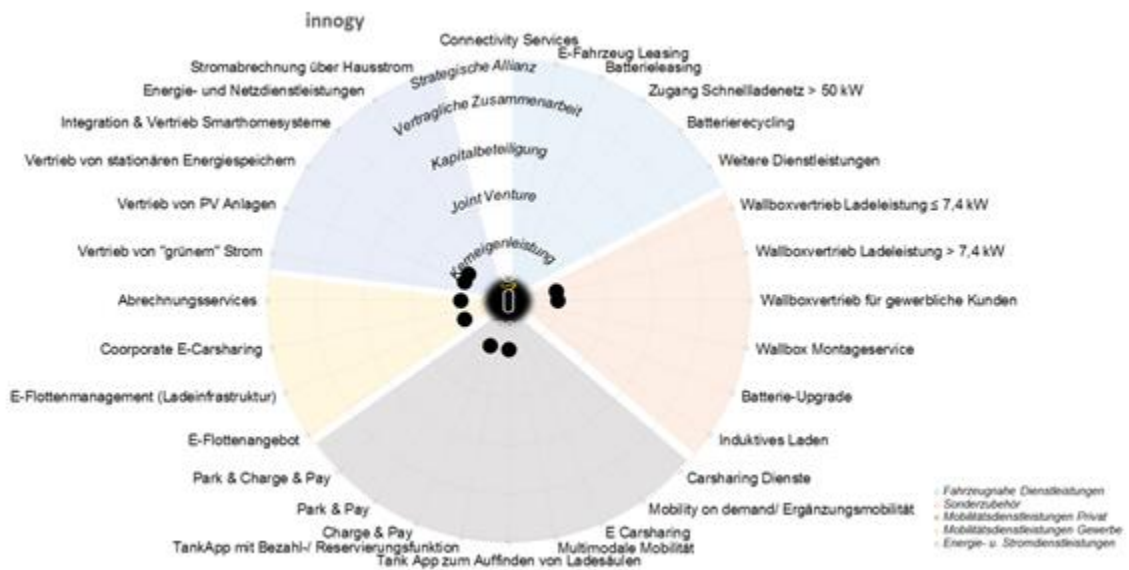 innogy
Connectivity Services
E-Fahrzeug Leasing
Batterieleasing
Zugang Schnellladenetz > 50 kW
Batterierecycling
Weitere Dienstleistungen
Wallboxvertrieb Ladeleistung ≤ 7,4 kW
Wallboxvertrieb Ladeleistung > 7,4 kW
Wallboxvertrieb für gewerbliche Kunden
Wallbox Montageservice
Batterie-Upgrade
Induktives Laden
Carsharing Dienste
Mobility on demand/ Ergänzungsmobilität
E Carsharing
Multimodale Mobilität
Tank App zum Auffinden von Ladesäulen
TankApp mit Bezahl-/ Reservierungsfunktion
Charge & Pay
Park & Pay
Park & Charge & Pay
E-Flottenangebot
E-Flottenmanagement (Ladeinfrastruktur)
Coorporate E-Carsharing
Abrechnungsservices
Vertrieb von "grünem" Strom
Vertrieb von PV Anlagen
Vertrieb von stationären Energiespeichern
Integration & Vertrieb Smarthomesysteme
Energie- und Netzdienstleistungen
Stromabrechnung über Hausstrom
Strategische Allianz
Vertragliche Zusammenarbeit
Kapitalbeteiligung
Joint Venture
Kerneigenleistung
Fahrzeugnahe Dienstleistungen
Sonderzubehör
Mobilitätsdienstleistungen Privat
Mobilitätsdienstleistungen Gewerbe
Energie- u. Stromdienstleistungen